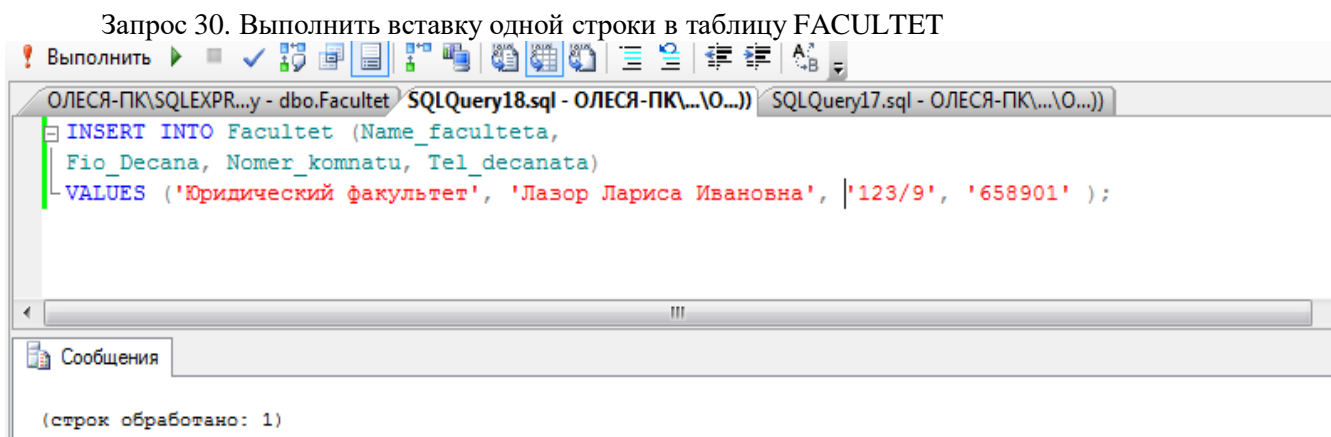 Запрос 30. Выполнить вставку одной строки в таблицу FACULTET
Выполнить
ОЛЕСЯ-ПК\SQLEXPR...y - dbo.Facultet SQLQuery18.sql - ОЛЕСЯ-ПК\...\О...)) SQLQuery17.sql - ОЛЕСЯ-ПК\...\О...))
INSERT INTO Facultet (Name_faculteta,
Fio_Decana, Nomer_komnatu, Tel_decanata)
VALUES ('Юридический факультет', 'Лазор Лариса Ивановна', '123/9', '658901' );
Сообщения
(строк обработано: 1)